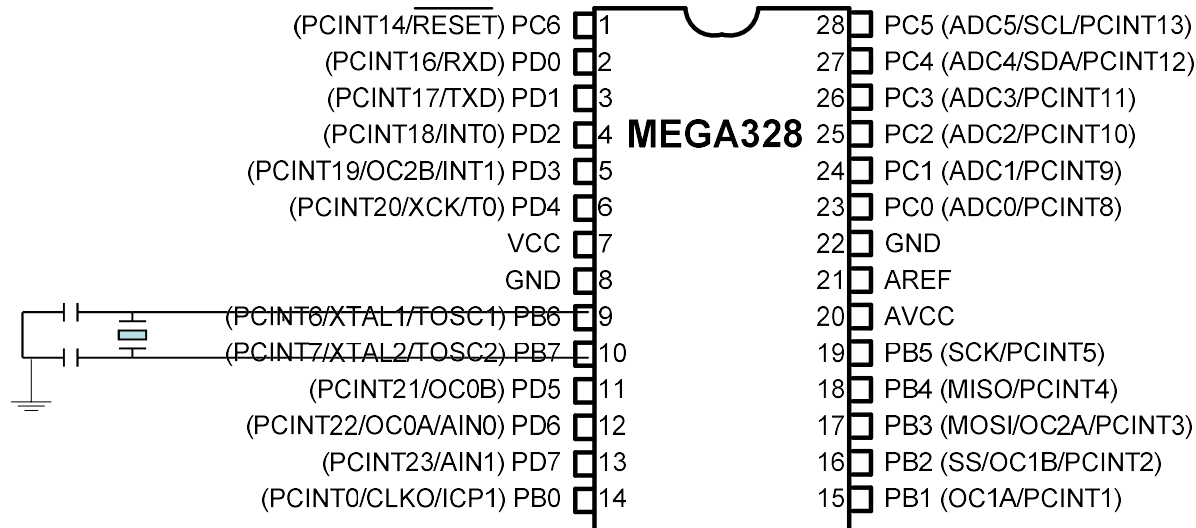 (PCINT14/RESET) PC6 1 28 PC5 (ADC5/SCL/PCINT13)
(PCINT16/RXD) PD0 2 27 PC4 (ADC4/SDA/PCINT12)
(PCINT17/TXD) PD1 3 26 PC3 (ADC3/PCINT11)
(PCINT18/INT0) PD2 4 MEGA328 25 PC2 (ADC2/PCINT10)
(PCINT19/OC2B/INT1) PD3 5 24 PC1 (ADC1/PCINT9)
(PCINT20/XCK/T0) PD4 6 23 PC0 (ADC0/PCINT8)
VCC 7 22 GND
GND 8 21 AREF
(PCINT6/XTAL1/TOSC1) PB6 9 20 AVCC
(PCINT7/XTAL2/TOSC2) PB7 10 19 PB5 (SCK/PCINT5)
(PCINT21/OC0B) PD5 11 18 PB4 (MISO/PCINT4)
(PCINT22/OC0A/AIN0) PD6 12 17 PB3 (MOSI/OC2A/PCINT3)
(PCINT23/AIN1) PD7 13 16 PB2 (SS/OC1B/PCINT2)
(PCINT0/CLKO/ICP1) PB0 14 15 PB1 (OC1A/PCINT1)